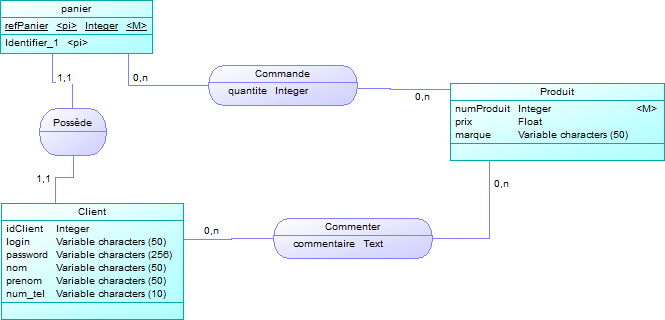 panier
refPanier <pi> Integer <M>
Identifier_1 <pi>
1,1
0,n
Commande
quantite Integer
0,n
Produit
numProduit Integer <M>
prix Float
marque Variable characters (50)
Possède
1,1
0,n
Client
idClient Integer
login Variable characters (50)
password Variable characters (256)
nom Variable characters (50)
prenom Variable characters (50)
num_tel Variable characters (10)
0,n
Commenter
commentaire Text